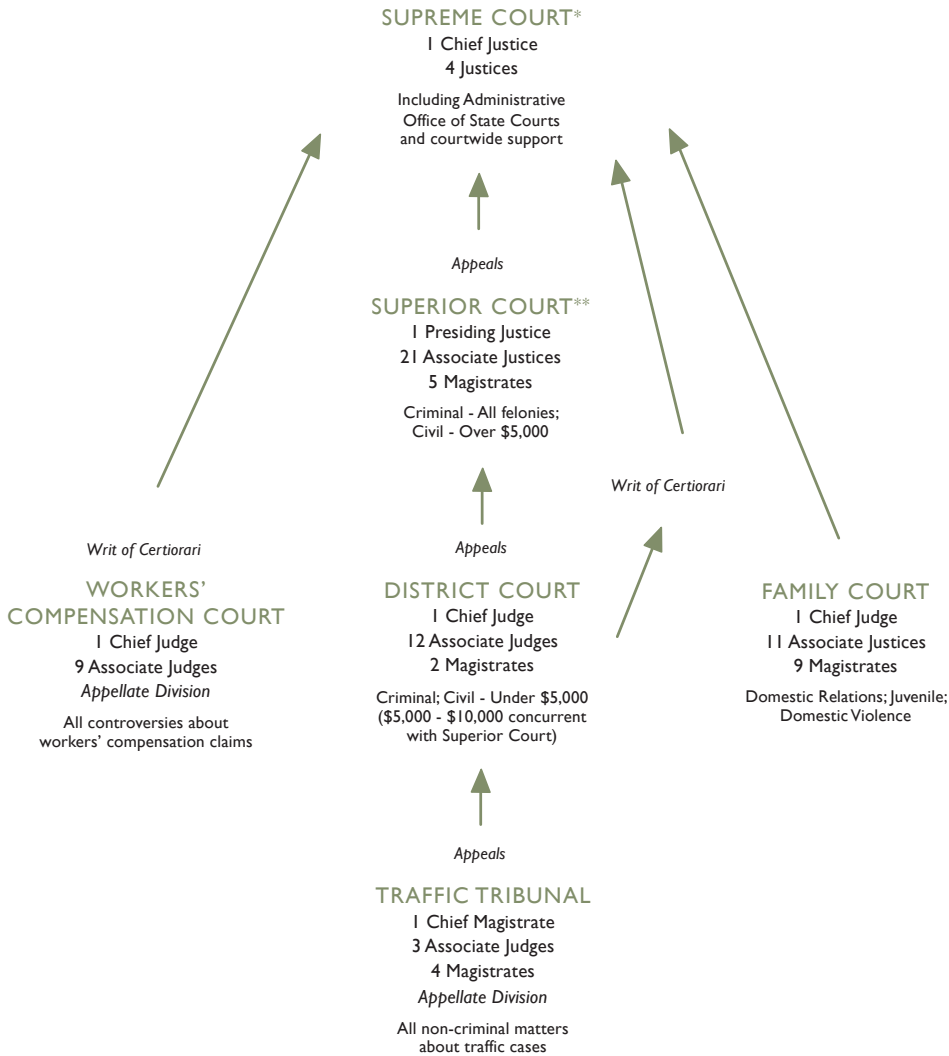 SUPREME COURT*
1 Chief Justice
4 Justices
Including Administrative
Office of State Courts
and courtwide support
Appeals
SUPERIOR COURT**
1 Presiding Justice
21 Associate Justices
5 Magistrates
Criminal - All felonies;
Civil - Over $5,000
Writ of Certiorari
Writ of Certiorari
WORKERS'
COMPENSATION COURT
1 Chief Judge
9 Associate Judges
Appellate Division
All controversies about
workers' compensation claims
Appeals
DISTRICT COURT
1 Chief Judge
12 Associate Judges
2 Magistrates
Criminal; Civil - Under $5,000
($5,000 - $10,000 concurrent
with Superior Court)
FAMILY COURT
1 Chief Judge
11 Associate Justices
9 Magistrates
Domestic Relations; Juvenile;
Domestic Violence
Appeals
TRAFFIC TRIBUNAL
1 Chief Magistrate
3 Associate Judges
4 Magistrates
Appellate Division
All non-criminal matters
about traffic cases